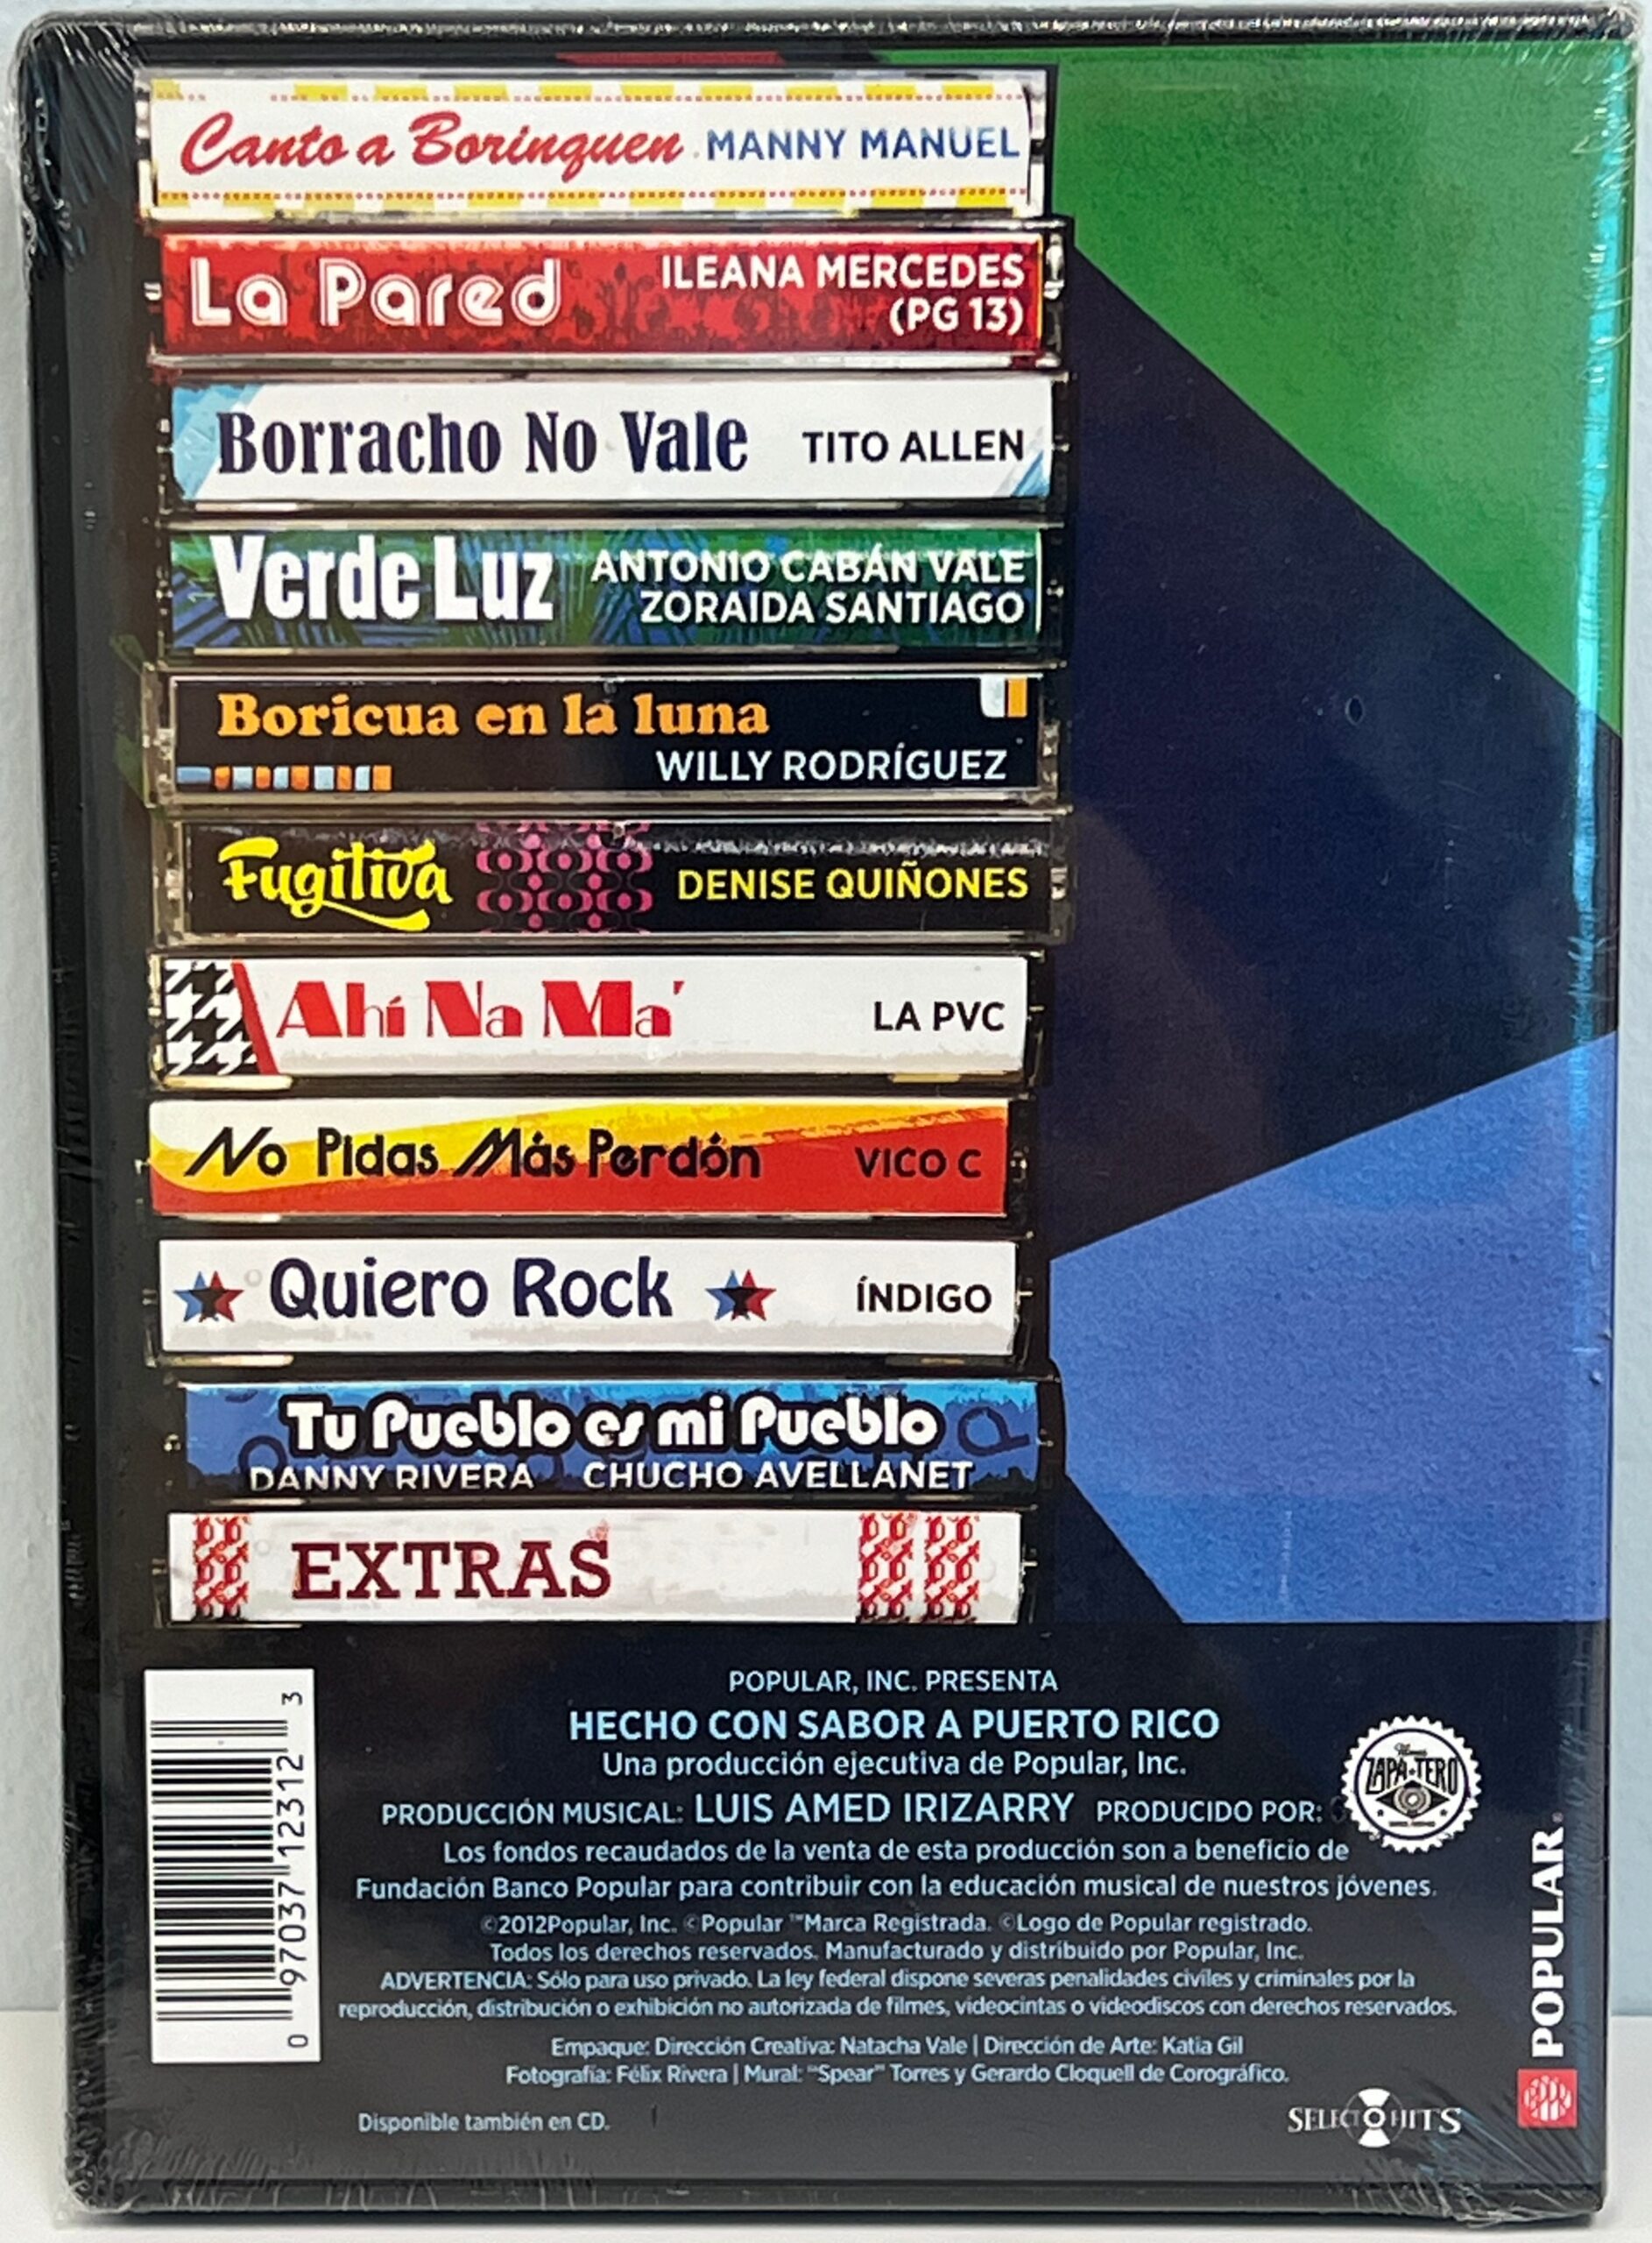 Canto a Borinquen MANNY MANUEL
La Pared ILEANA MERCEDES
(PG 13)
Borracho No Vale TITO ALLEN
Verde Luz ANTONIO CABÁN VALE
ZORAIDA SANTIAGO
Boricua en la luna
WILLY RODRÍGUEZ
Fugitiva DENISE QUIÑONES
Ahí Na Ma' LA PVC
No Pidas Más Perdón VICO C
Quiero Rock ÍNDIGO
Tu Pueblo es mi Pueblo
DANNY RIVERA CHUCHO AVELLANET
EXTRAS
POPULAR, INC. PRESENTA
HECHO CON SABOR A PUERTO RICO
Una producción ejecutiva de Popular, Inc.
PRODUCCIÓN MUSICAL: LUIS AMED IRIZARRY PRODUCIDO POR:
ZAPATERO
Los fondos recaudados de la venta de esta producción son a beneficio de
Fundación Banco Popular para contribuir con la educación musical de nuestros jóvenes.
©2012Popular, Inc. ©Popular ™Marca Registrada. ©Logo de Popular registrado.
Todos los derechos reservados. Manufacturado y distribuido por Popular, Inc.
ADVERTENCIA: Sólo para uso privado. La ley federal dispone severas penalidades civiles y criminales por la
reproducción, distribución o exhibición no autorizada de filmes, videocintas o videodiscos con derechos reservados.
Empaque: Dirección Creativa: Natacha Vale | Dirección de Arte: Katia Gil
Fotografía: Félix Rivera | Mural: "Spear" Torres y Gerardo Cloquell de Corográfico.
Disponible también en CD.
SELECTOHITS
POPULAR®
0 97037 12312 3